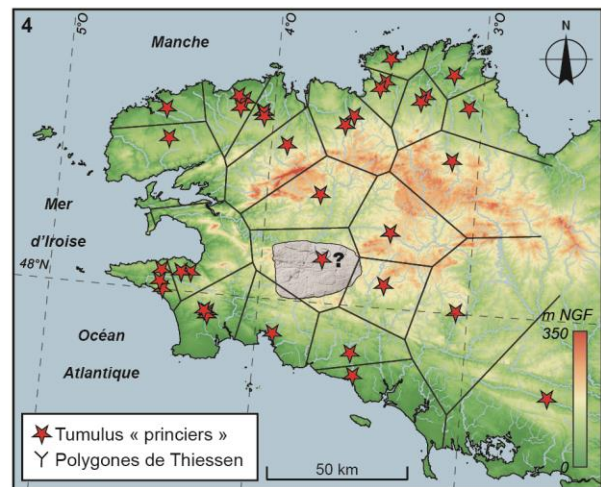 4
5°O
4°O
3°O
Manche
N
Mer
d'Iroise
48°N
?
Océan
Atlantique
m NGF
350
0
Tumulus « princiers »
Polygones de Thiessen
50 km